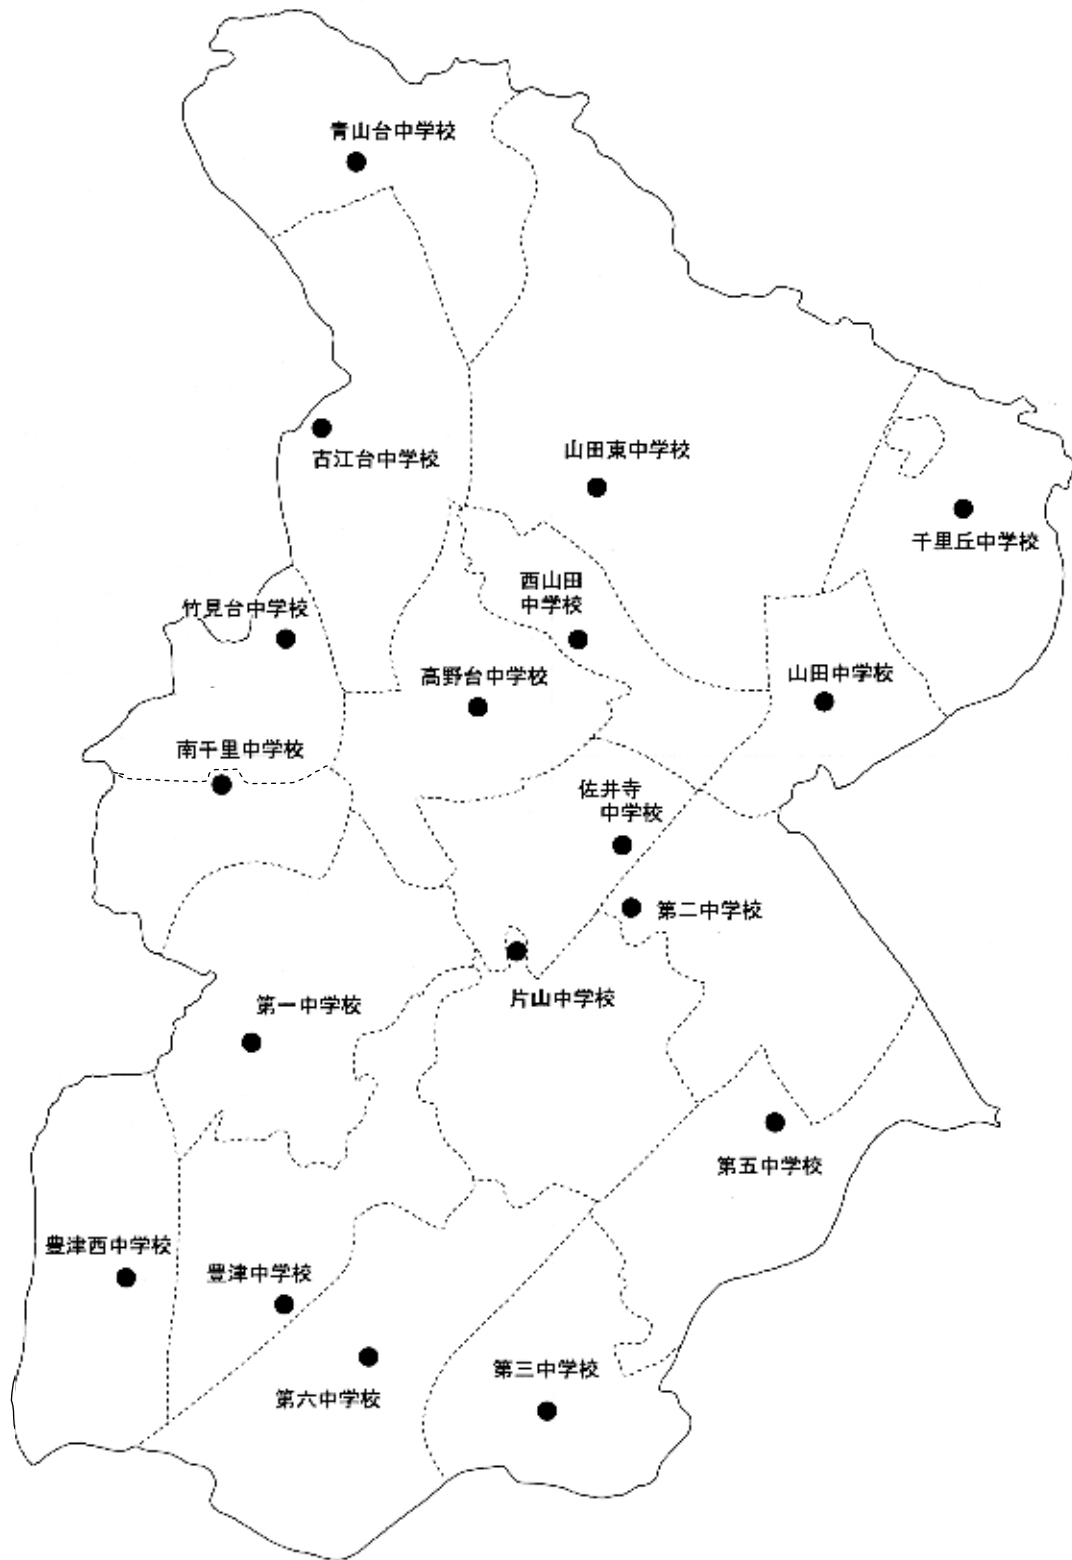 青山台中学校
古江台中学校
山田東中学校
千里丘中学校
西山田
中学校
竹見台中学校
高野台中学校
山田中学校
南千里中学校
佐井寺
中学校
第二中学校
片山中学校
第一中学校
第五中学校
豊津西中学校
豊津中学校
第三中学校
第六中学校